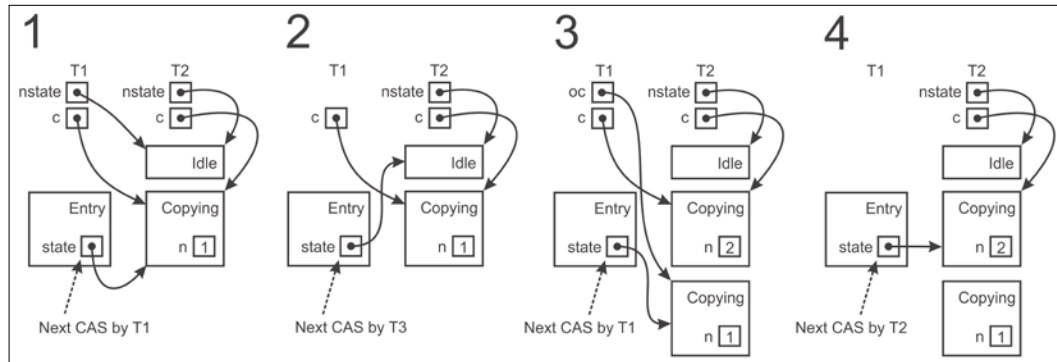 1
T1 T2
nstate nstate
c c
Idle
Entry Copying
state n 1
Next CAS by T1
2
T1 T2
nstate
c c
Idle
Entry Copying
state n 1
Next CAS by T3
3
T1 T2
oc nstate
c c
Idle
Entry Copying
state n 2
Copying
Next CAS by T1 n 1
4
T1 T2
nstate
c
Idle
Entry Copying
state n 2
Copying
Next CAS by T2 n 1